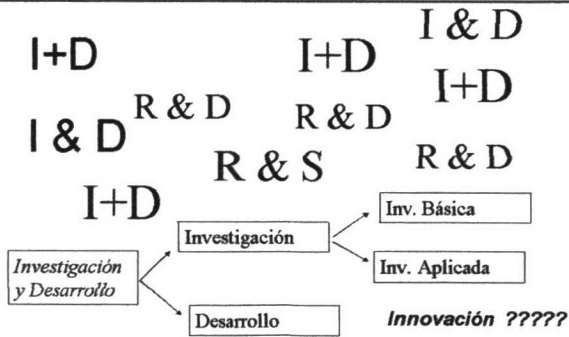 I & D
I+D
I+D
I+D
R & D
R & D
I & D
R & S
R & D
I+D
Inv. Básica
Investigación
Investigación
y Desarrollo
Inv. Aplicada
Desarrollo
Innovación ?????